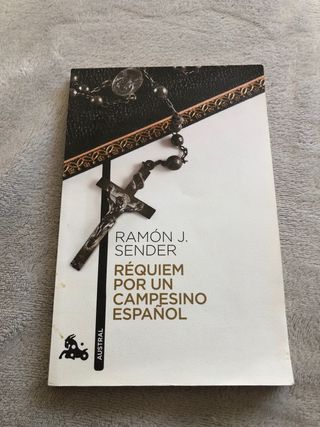 RAMÓN J.
SENDER
RÉQUIEM
POR UN
CAMPESINO
ESPAÑOL
AUSTRAL